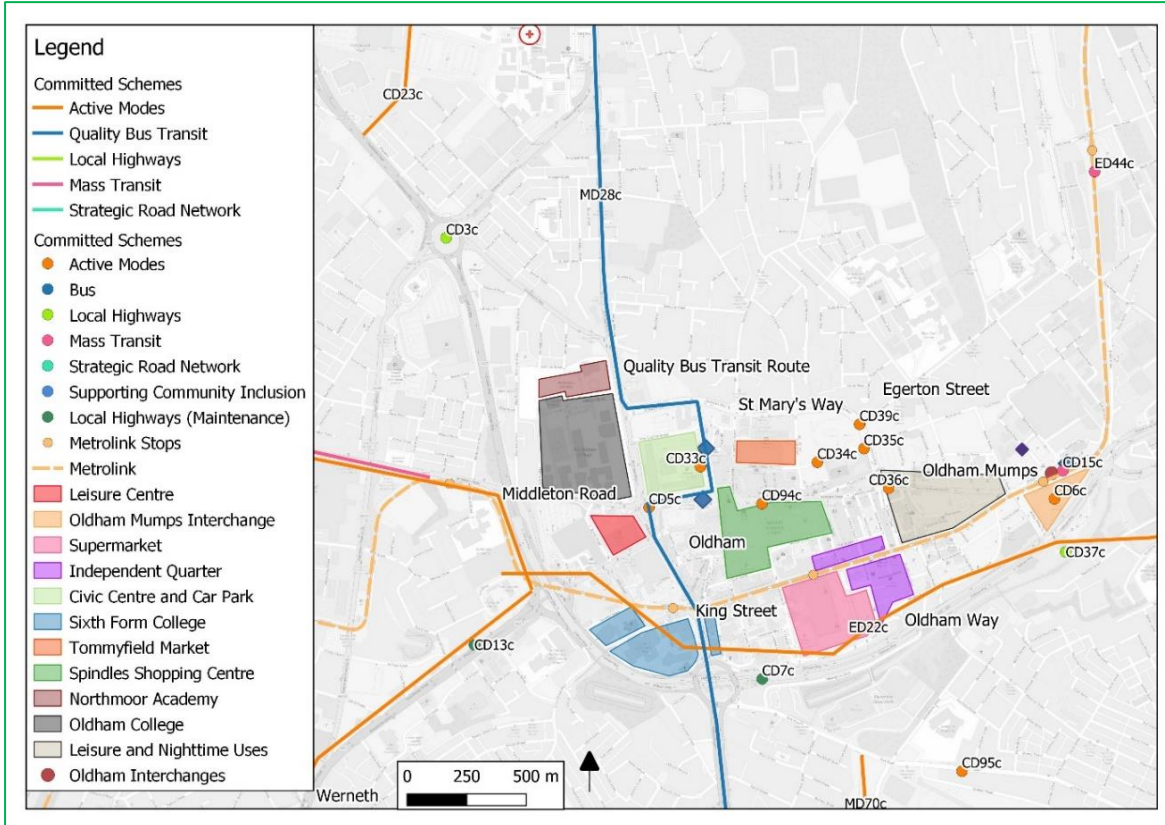 Legend
Committed Schemes
Active Modes
Quality Bus Transit
Local Highways
Mass Transit
Strategic Road Network
Committed Schemes
Active Modes
Bus
Local Highways
Mass Transit
Strategic Road Network
Supporting Community Inclusion
Local Highways (Maintenance)
Metrolink Stops
Metrolink
Leisure Centre
Oldham Mumps Interchange
Supermarket
Independent Quarter
Civic Centre and Car Park
Sixth Form College
Tommyfield Market
Spindles Shopping Centre
Northmoor Academy
Oldham College
Leisure and Nighttime Uses
Oldham Interchanges
CD23c
ED44c
MD28c
CD3c
Quality Bus Transit Route
Egerton Street
St Mary's Way
CD39c
CD35c
CD33c
CD34c
Oldham Mumps
CD15c
Middleton Road
CD36c
CD5c
CD94c
CD6c
Oldham
CD37c
King Street
Oldham Way
ED22c
CD13c
CD7c
CD95c
0 250 500 m
Werneth
MD70c